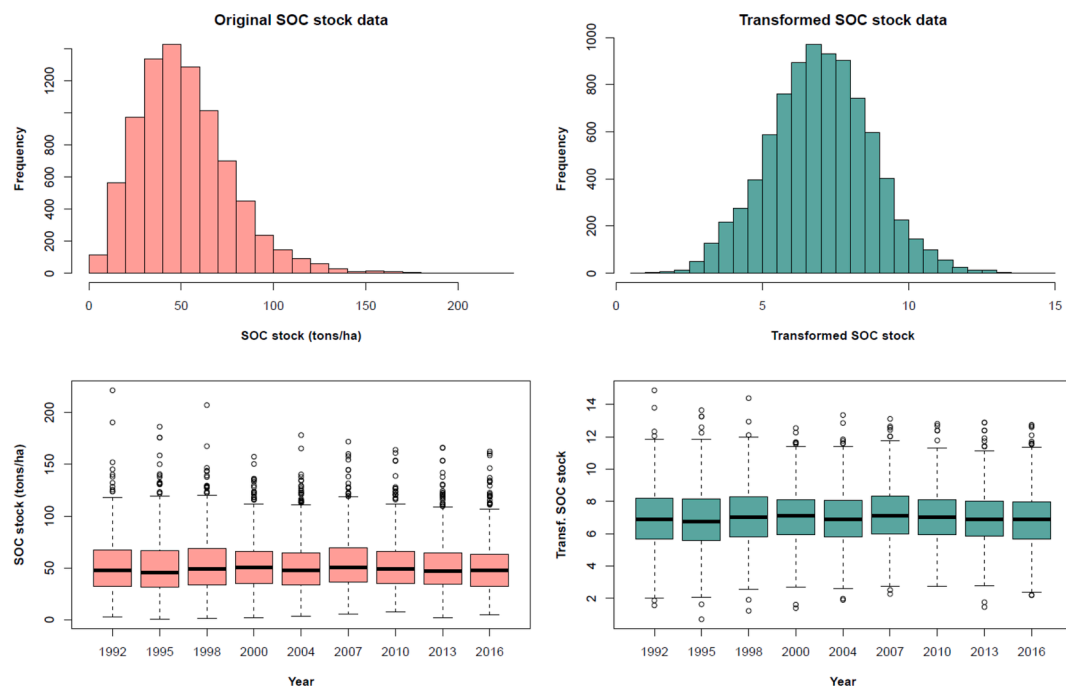 Original SOC stock data
Frequency
0 200 400 600 800 1200
0 50 100 150 200
SOC stock (tons/ha)
Transformed SOC stock data
Frequency
0 200 400 600 800 1000
0 5 10 15
Transformed SOC stock
SOC stock (tons/ha)
0 50 100 150 200
1992 1995 1998 2000 2004 2007 2010 2013 2016
Year
Transf. SOC stock
2 4 6 8 10 12 14
1992 1995 1998 2000 2004 2007 2010 2013 2016
Year